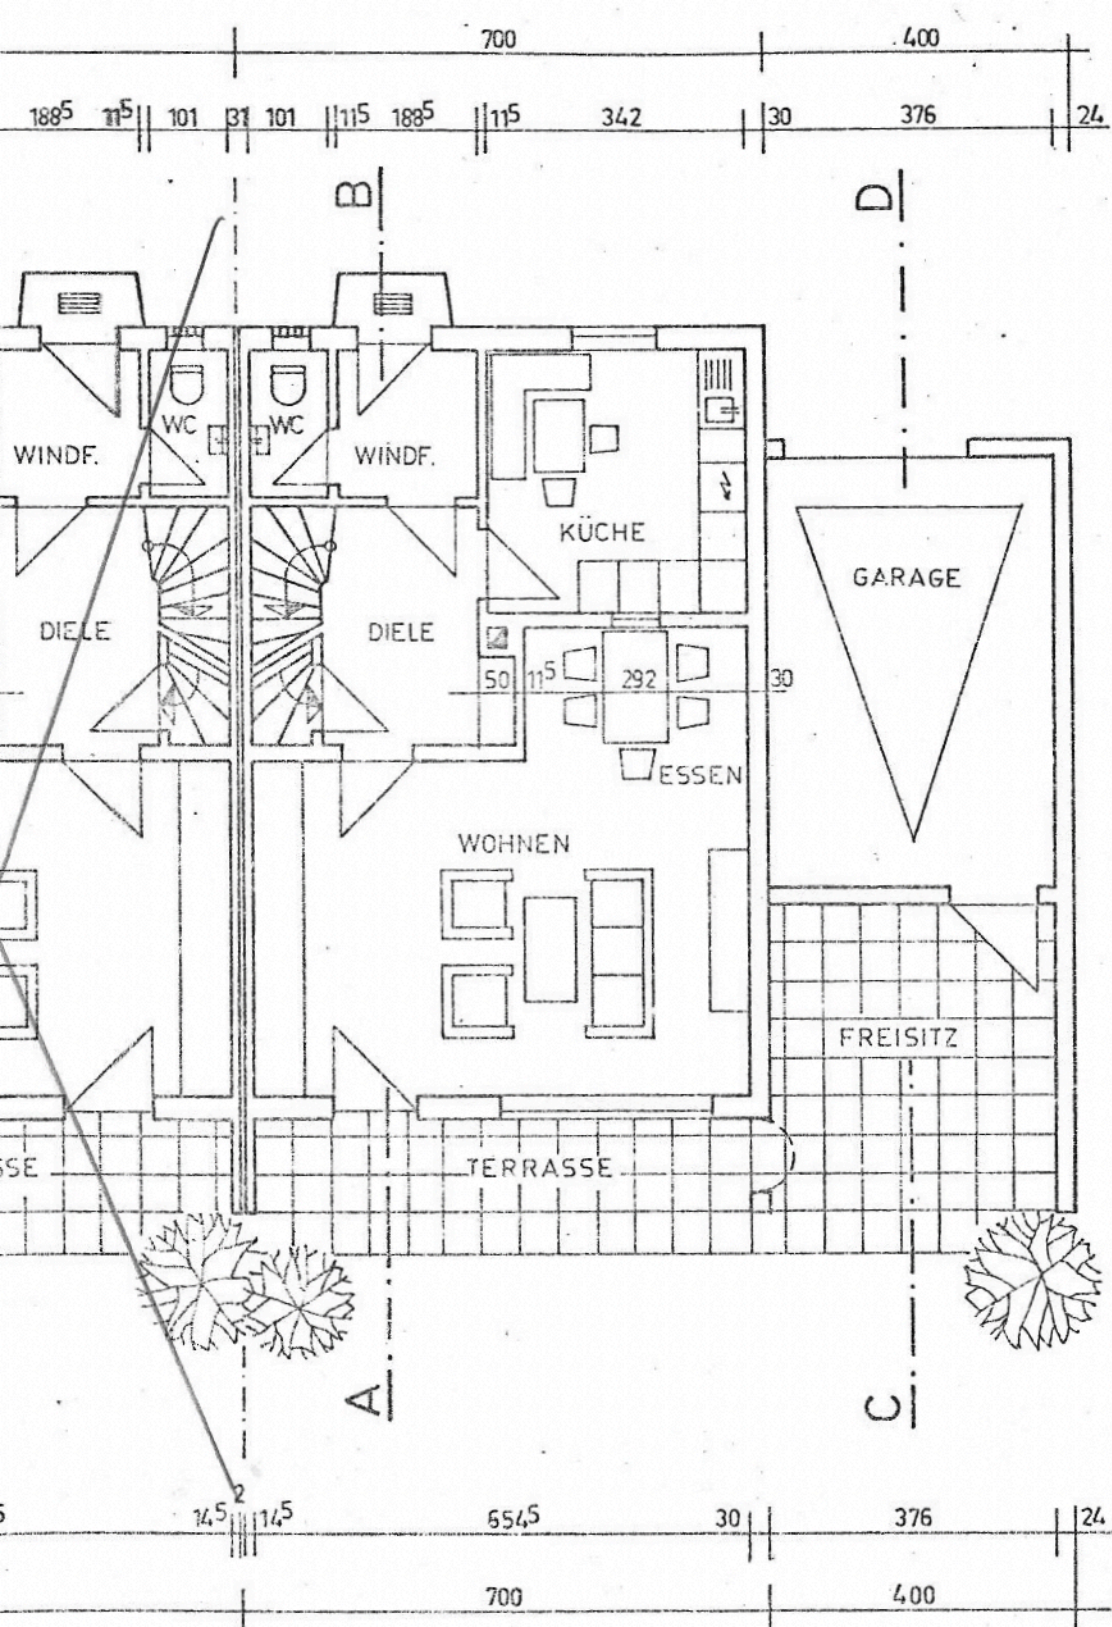 700 400
188⁵ 11⁵ 101 31 101 11⁵ 188⁵ 11⁵ 342 30 376 24
B D
WC WC
WINDF. WINDF.
KÜCHE
GARAGE
DIELE DIELE
50 11⁵ 292 30
ESSEN
WOHNEN
FREISITZ
SSE TERRASSE
A C
2
14⁵ 14⁵ 654⁵ 30 376 24
700 400